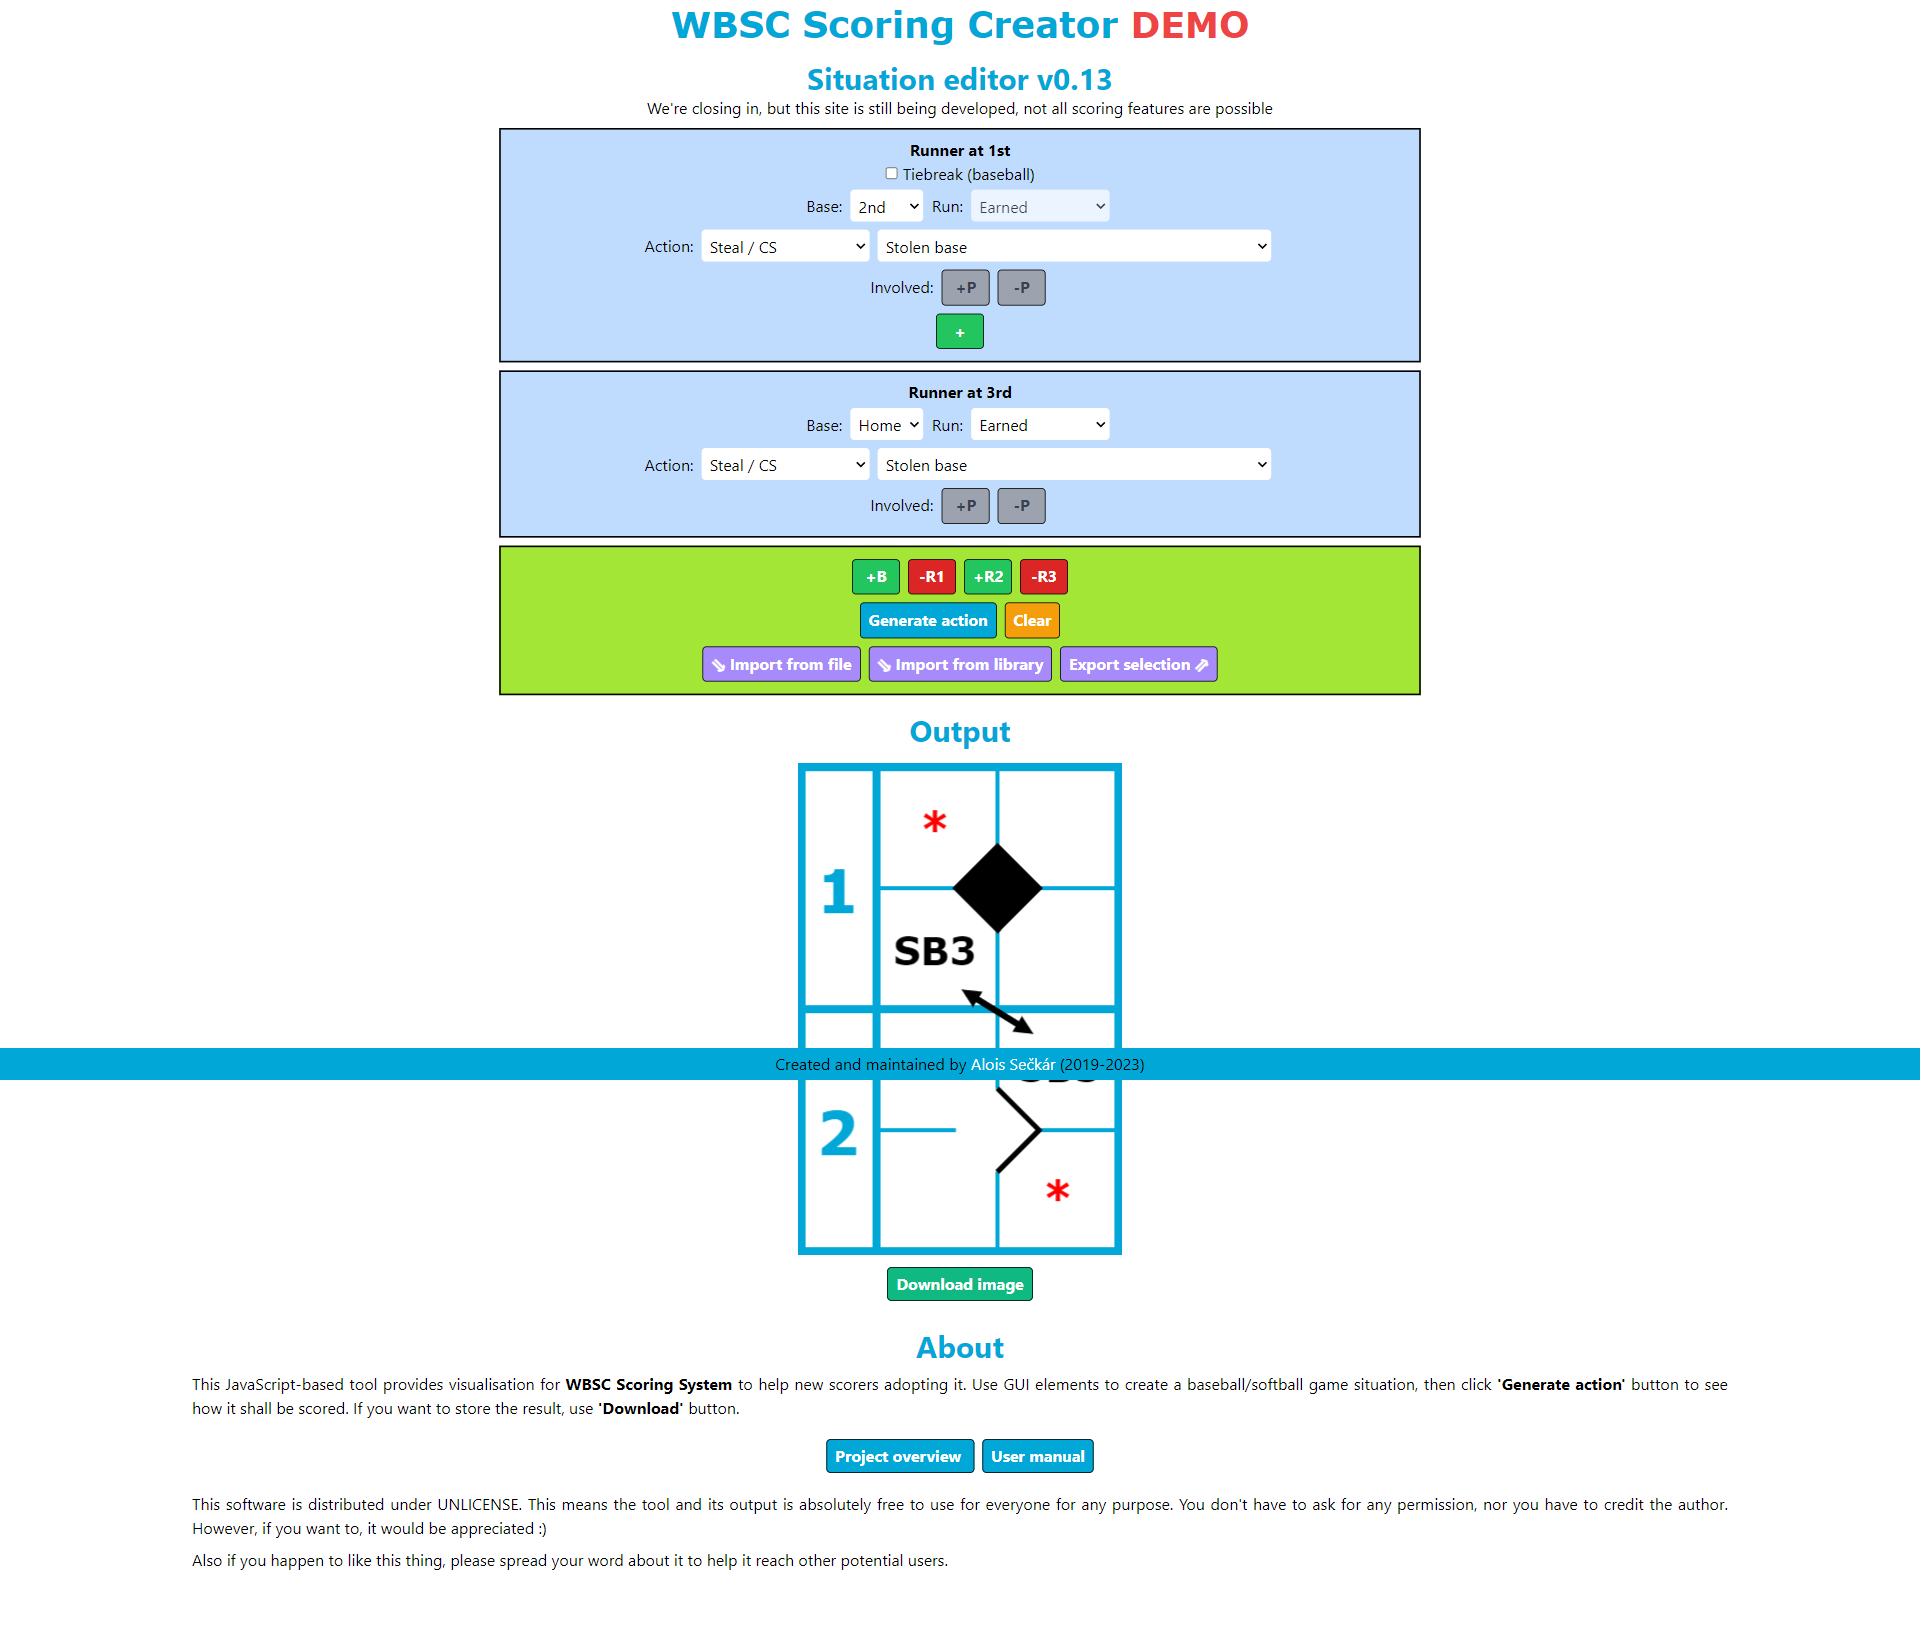 WBSC Scoring Creator DEMO
Situation editor v0.13
We're closing in, but this site is still being developed, not all scoring features are possible
Runner at 1st
Tiebreak (baseball)
Base: 2nd Run: Earned
Action: Steal / CS Stolen base
Involved: +P -P
+
Runner at 3rd
Base: Home Run: Earned
Action: Steal / CS Stolen base
Involved: +P -P
+B -R1 +R2 -R3
Generate action Clear
⇘ Import from file ⇘ Import from library Export selection ⇗
Output
*
1
SB3
Created and maintained by Alois Sečkár (2019-2023)
2
*
Download image
About
This JavaScript-based tool provides visualisation for WBSC Scoring System to help new scorers adopting it. Use GUI elements to create a baseball/softball game situation, then click 'Generate action' button to see
how it shall be scored. If you want to store the result, use 'Download' button.
Project overview User manual
This software is distributed under UNLICENSE. This means the tool and its output is absolutely free to use for everyone for any purpose. You don't have to ask for any permission, nor you have to credit the author.
However, if you want to, it would be appreciated :)
Also if you happen to like this thing, please spread your word about it to help it reach other potential users.